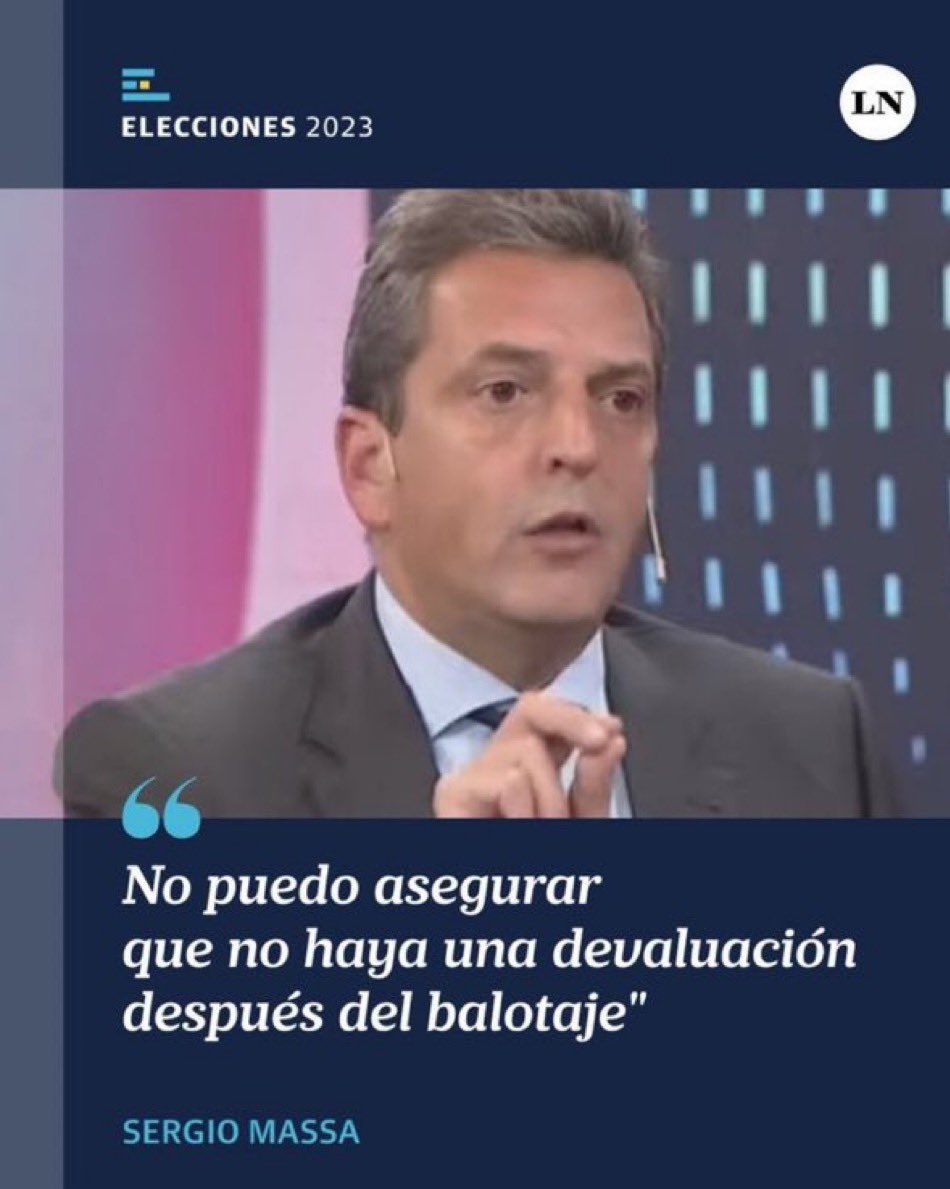 ELECCIONES 2023
LN
No puedo asegurar
que no haya una devaluación
después del balotaje"
SERGIO MASSA